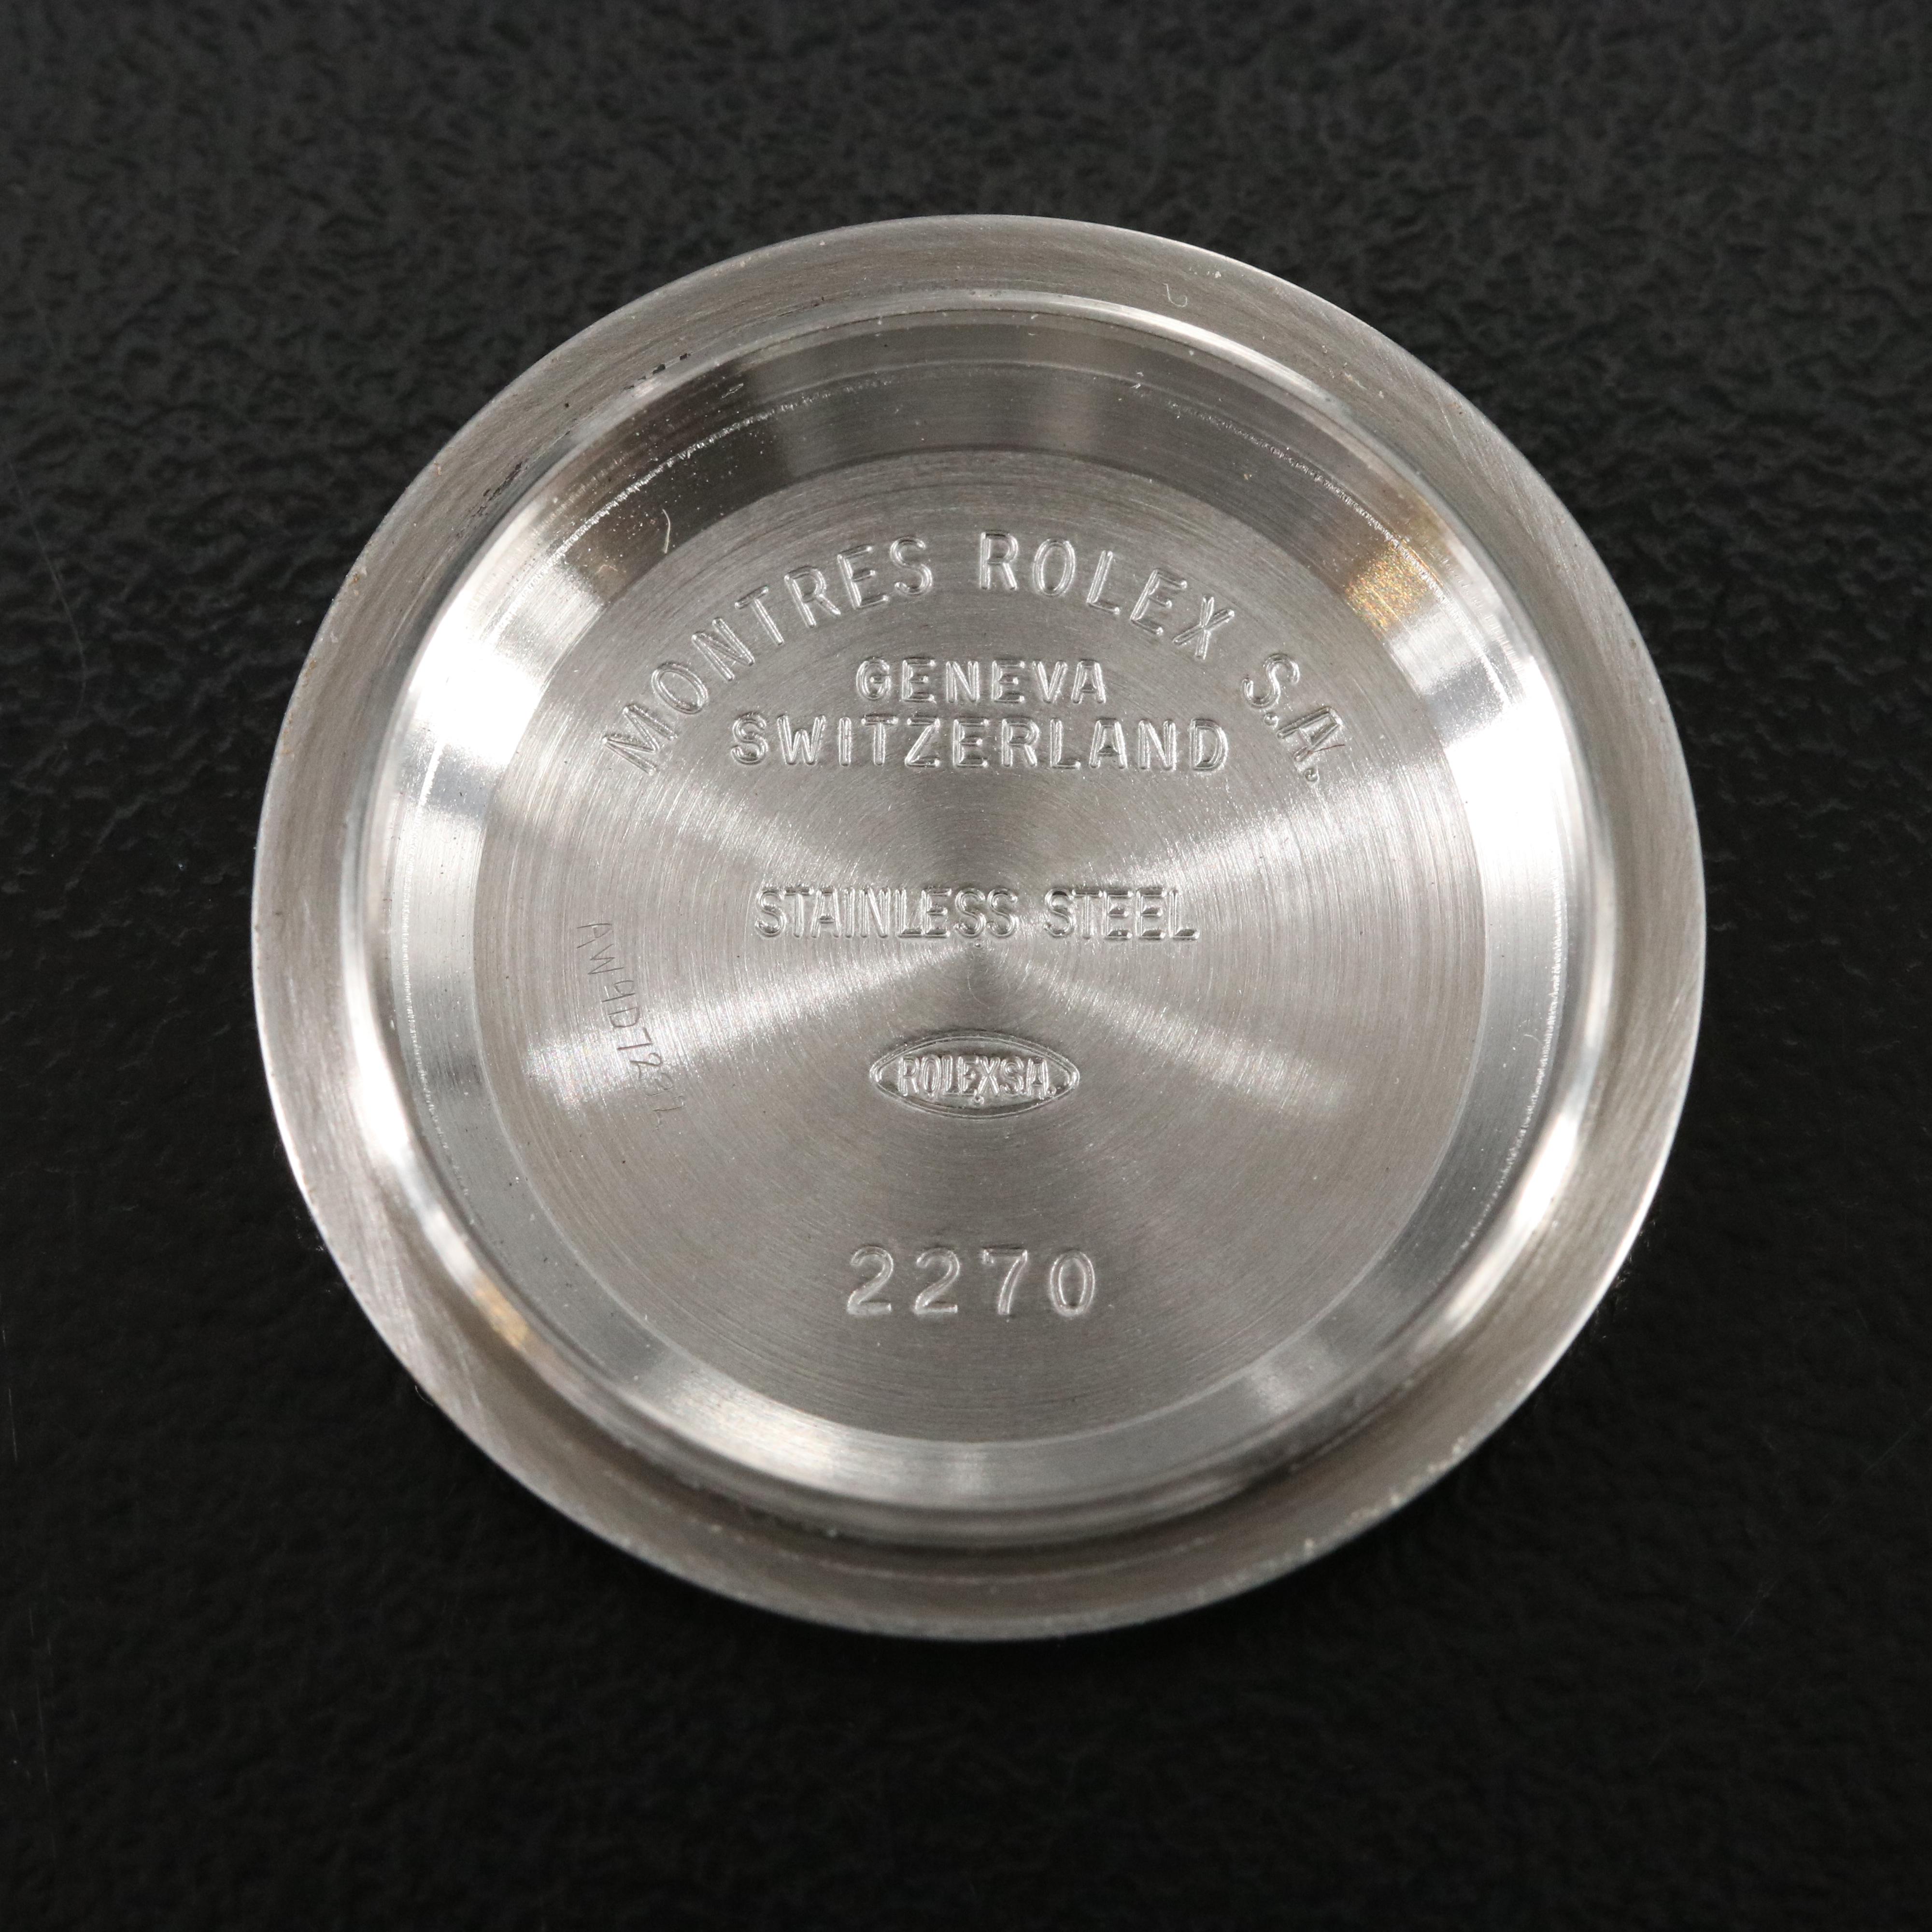 MONTRES ROLEX S.A.
GENEVA
SWITZERLAND
STAINLESS STEEL
ROLEX S.A.
2270